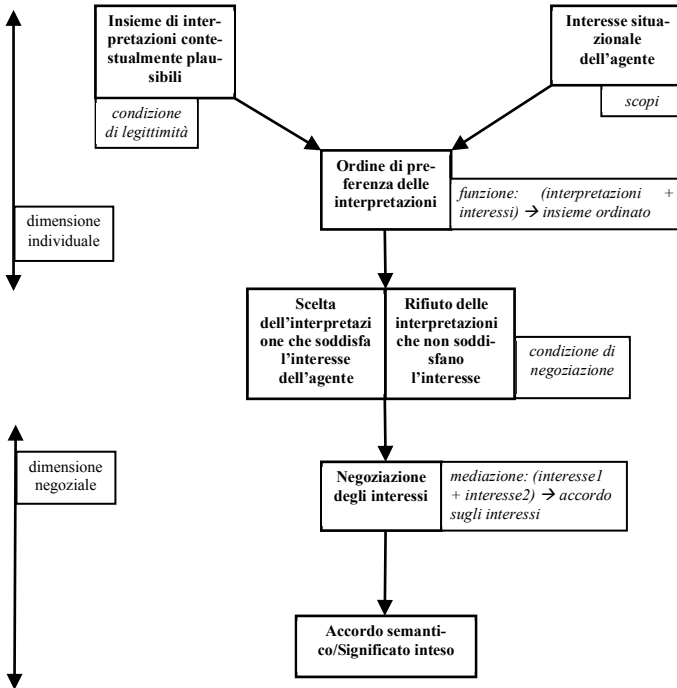 Insieme di inter-
pretazioni conte-
stualmente plau-
sibili
Interesse situa-
zionale
dell’agente
condizione
di legittimità
scopi
Ordine di pre-
ferenza delle
interpretazioni
funzione: (interpretazioni +
interessi) → insieme ordinato
dimensione
individuale
Scelta
dell’interpretazi
one che soddisfa
l’interesse
dell’agente
Rifiuto delle
interpretazioni
che non soddi-
sfano
l’interesse
condizione di
negoziazione
dimensione
negoziale
Negoziazione
degli interessi
mediazione: (interesse1
+ interesse2) → accordo
sugli interessi
Accordo semanti-
co/Significato inteso